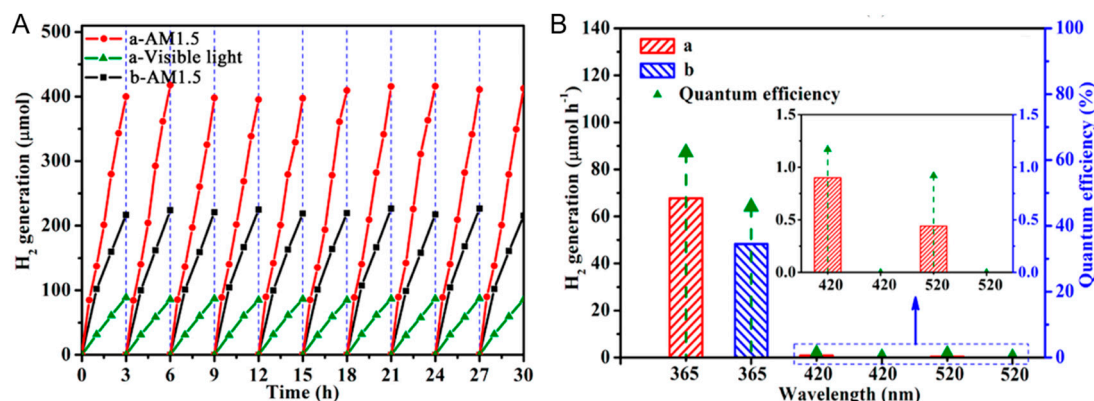 A
H2 generation (μmol)
500
400
300
200
100
0
a-AM1.5
a-Visible light
b-AM1.5
0 3 6 9 12 15 18 21 24 27 30
Time (h)
B
H2 generation (μmol h⁻¹)
140
120
100
80
60
40
20
0
a
b
Quantum efficiency
1.5
1.0
0.5
0.0
1.5
1.0
0.5
0.0
420 420 520 520
365 365 420 420 520 520
Wavelength (nm)
100
80
60
40
20
0
Quantum efficiency (%)